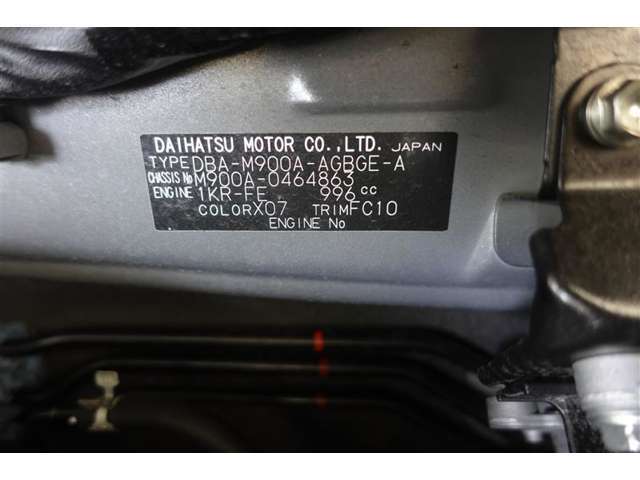 DAIHATSU MOTOR CO.,LTD. JAPAN
TYPE DBA-M900A-AGBGE-A
CHASSIS No M900A-0464863
ENGINE 1KR-FE 996 cc
COLOR X07 TRIM FC10
ENGINE No